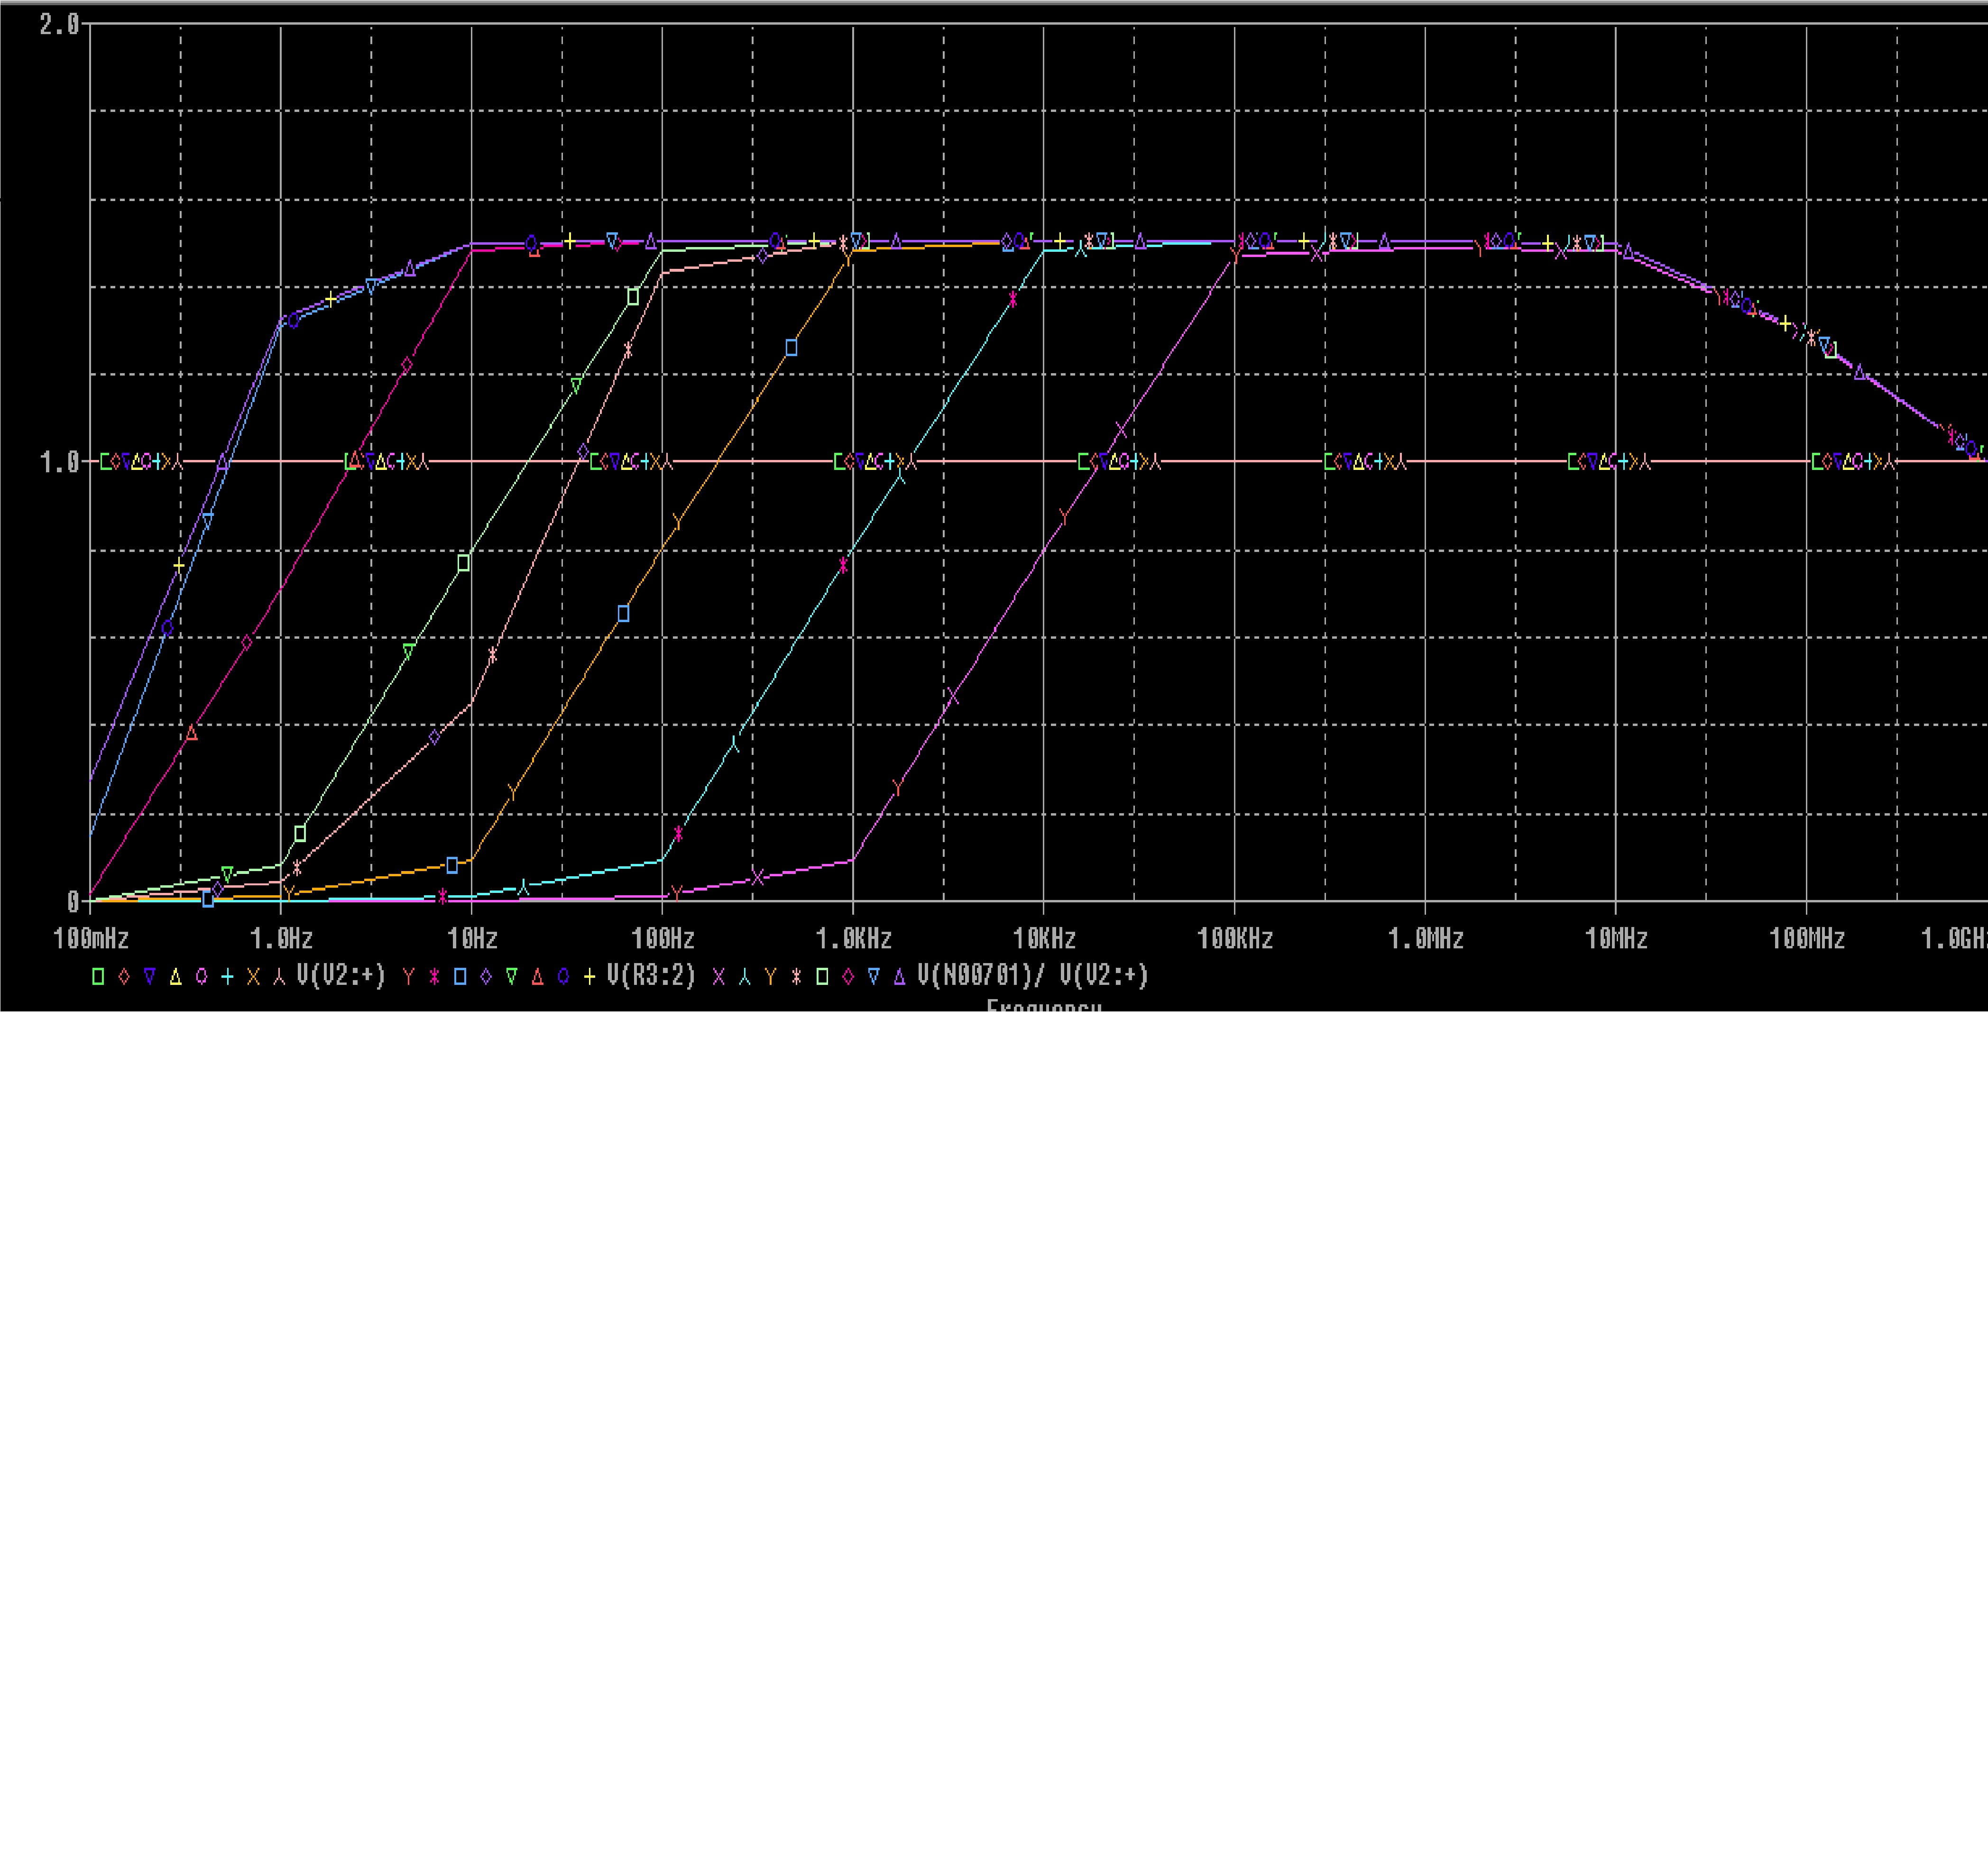 2.0
1.0
0
100mHz 1.0Hz 10Hz 100Hz 1.0kHz 10kHz 100kHz 1.0MHz 10MHz 100MHz
V(V2:+) V(R3:2) V(N00701)/ V(V2:+)
Frequency